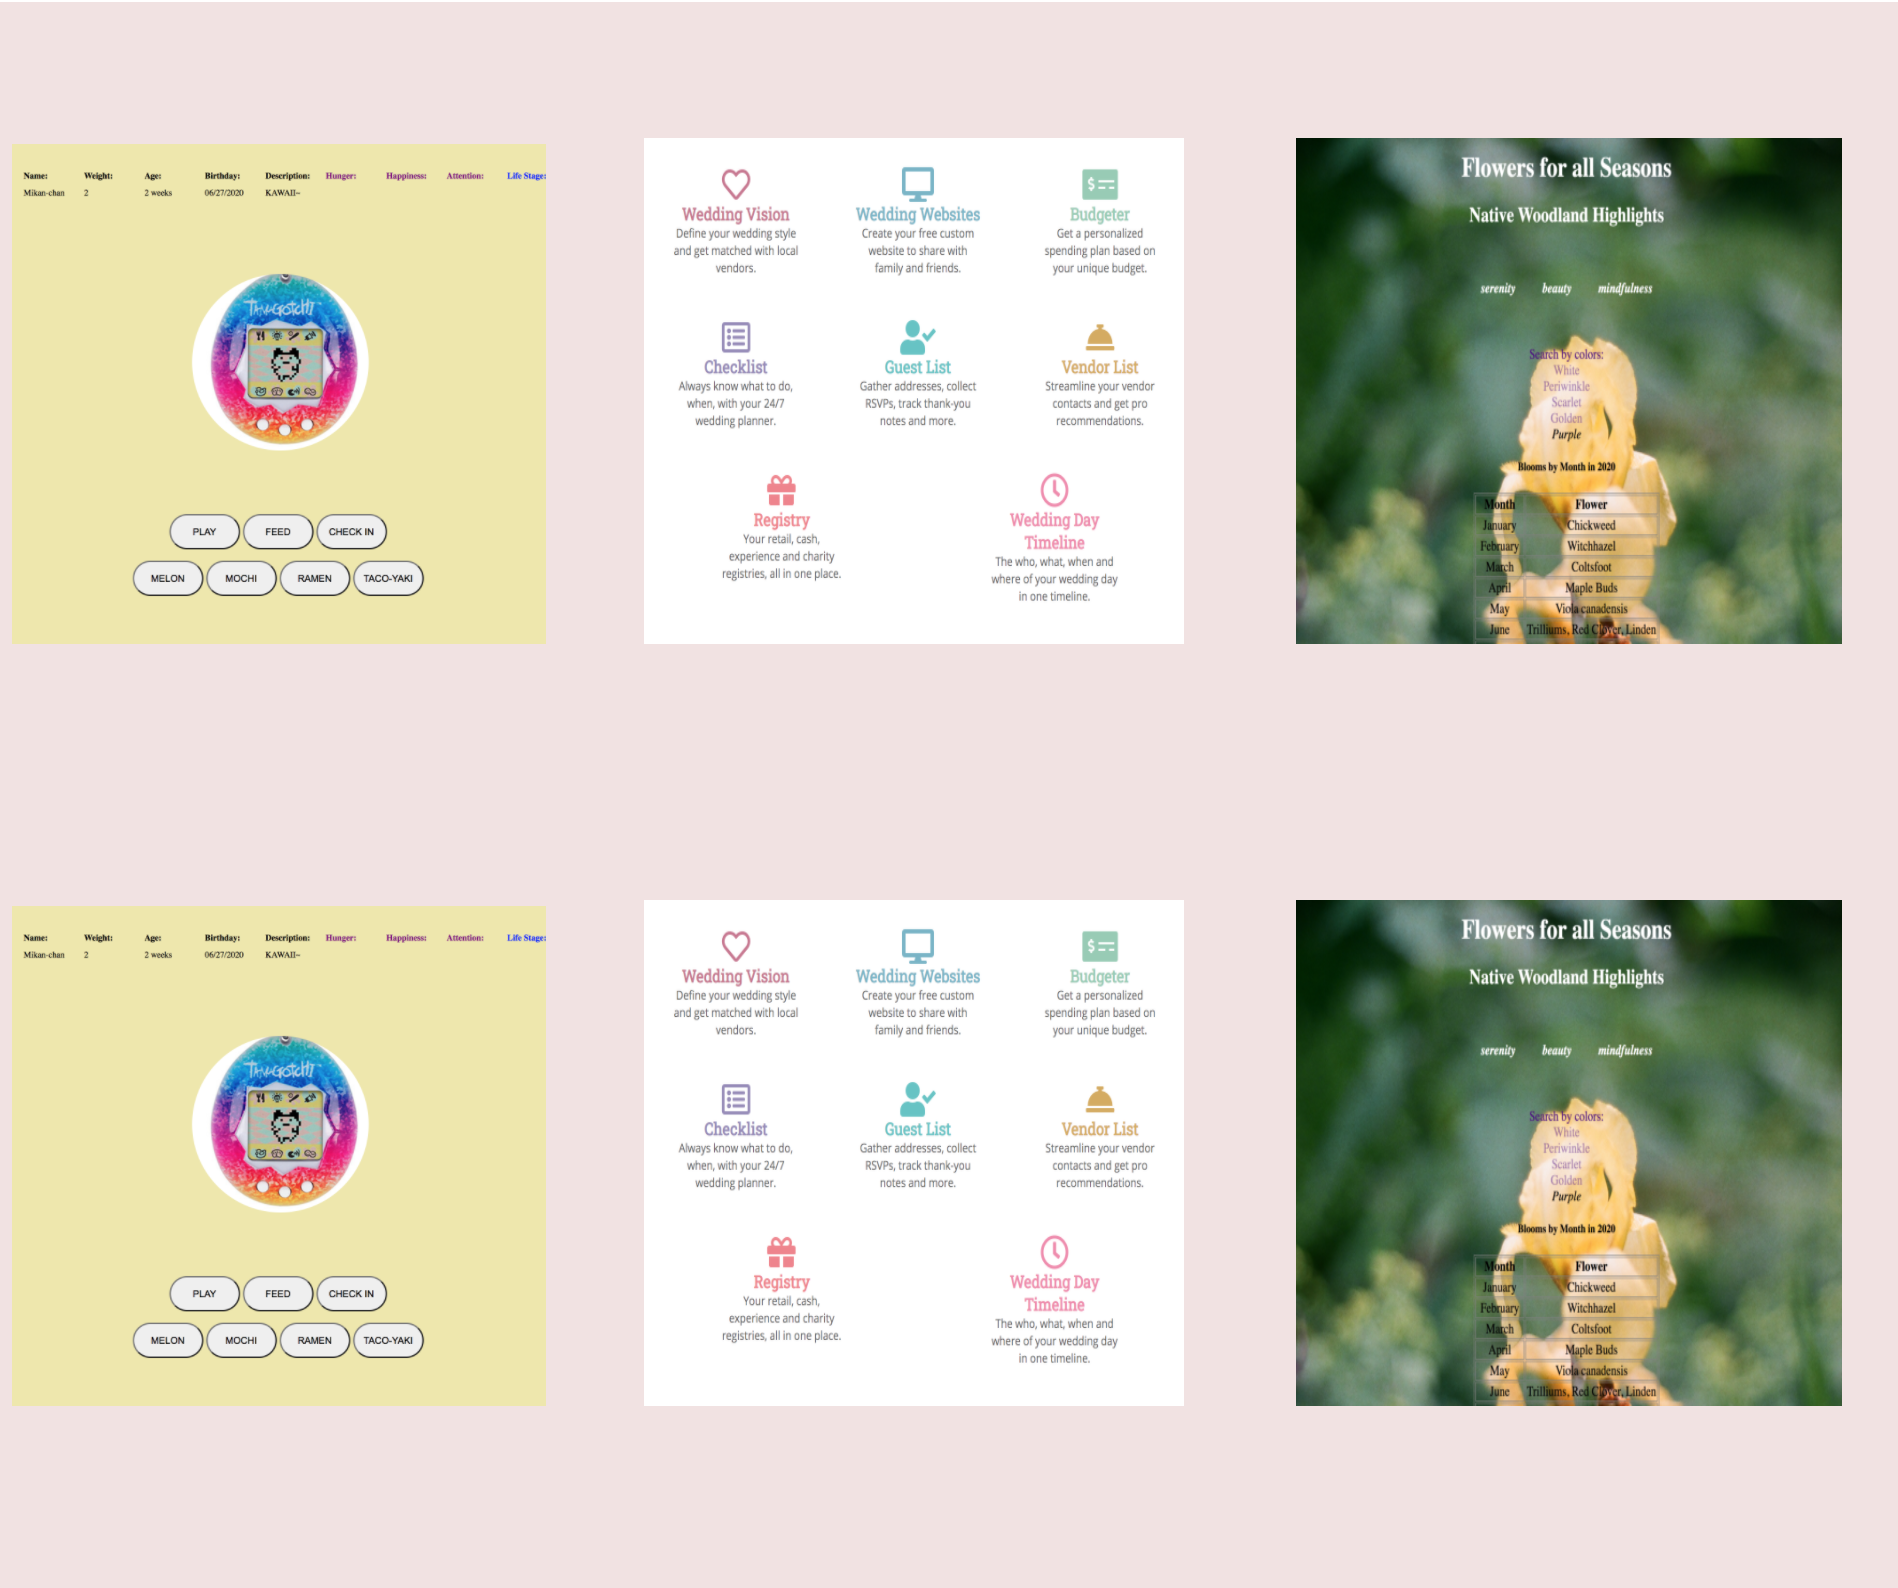 Name: Weight: Age: Birthday: Description: Hunger: Happiness: Attention: Life Stage:
Mikan-chan 2 2 weeks 06/27/2020 KAWAII~
TAMAGOTCHI
PLAY FEED CHECK IN
MELON MOCHI RAMEN TACO-YAKI
Wedding Vision
Define your wedding style
and get matched with local
vendors.
Wedding Websites
Create your free custom
website to share with
family and friends.
Budgeter
Get a personalized
spending plan based on
your unique budget.
Checklist
Always know what to do,
when, with your 24/7
wedding planner.
Guest List
Gather addresses, collect
RSVPs, track thank-you
notes and more.
Vendor List
Streamline your vendor
contacts and get pro
recommendations.
Registry
Your retail, cash,
experience and charity
registries, all in one place.
Wedding Day
Timeline
The who, what, when and
where of your wedding day
in one timeline.
Flowers for all Seasons
Native Woodland Highlights
serenity beauty mindfulness
Search by colors:
White
Periwinkle
Scarlet
Golden
Purple
Blooms by Month in 2020
Month Flower
January Chickweed
February Witchhazel
March Coltsfoot
April Maple Buds
May Viola canadensis
June Trilliums, Red Clover, Linden
Name: Weight: Age: Birthday: Description: Hunger: Happiness: Attention: Life Stage:
Mikan-chan 2 2 weeks 06/27/2020 KAWAII~
TAMAGOTCHI
PLAY FEED CHECK IN
MELON MOCHI RAMEN TACO-YAKI
Wedding Vision
Define your wedding style
and get matched with local
vendors.
Wedding Websites
Create your free custom
website to share with
family and friends.
Budgeter
Get a personalized
spending plan based on
your unique budget.
Checklist
Always know what to do,
when, with your 24/7
wedding planner.
Guest List
Gather addresses, collect
RSVPs, track thank-you
notes and more.
Vendor List
Streamline your vendor
contacts and get pro
recommendations.
Registry
Your retail, cash,
experience and charity
registries, all in one place.
Wedding Day
Timeline
The who, what, when and
where of your wedding day
in one timeline.
Flowers for all Seasons
Native Woodland Highlights
serenity beauty mindfulness
Search by colors:
White
Periwinkle
Scarlet
Golden
Purple
Blooms by Month in 2020
Month Flower
January Chickweed
February Witchhazel
March Coltsfoot
April Maple Buds
May Viola canadensis
June Trilliums, Red Clover, Linden